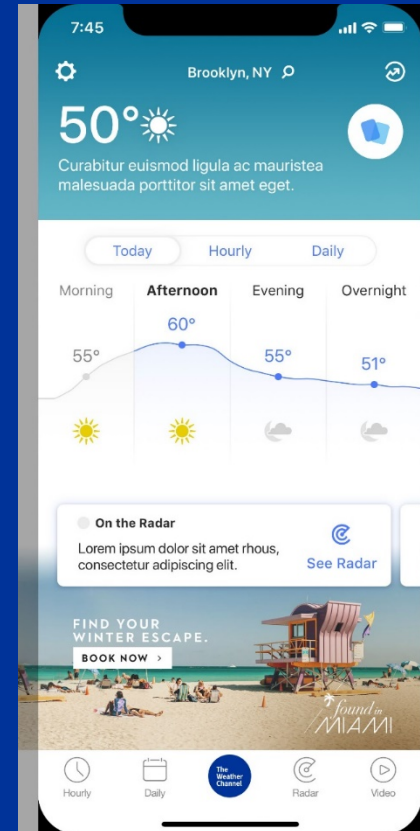 7:45
Brooklyn, NY
50°
Curabitur euismod ligula ac mauristea
malesuada porttitor sit amet eget.
Today Hourly Daily
Morning Afternoon Evening Overnight
55° 60° 55° 51°
On the Radar
Lorem ipsum dolor sit amet rhous,
consectetur adipiscing elit.
See Radar
FIND YOUR
WINTER ESCAPE.
BOOK NOW >
found in
MIAMI
The
Weather
Channel
Hourly Daily Radar Video